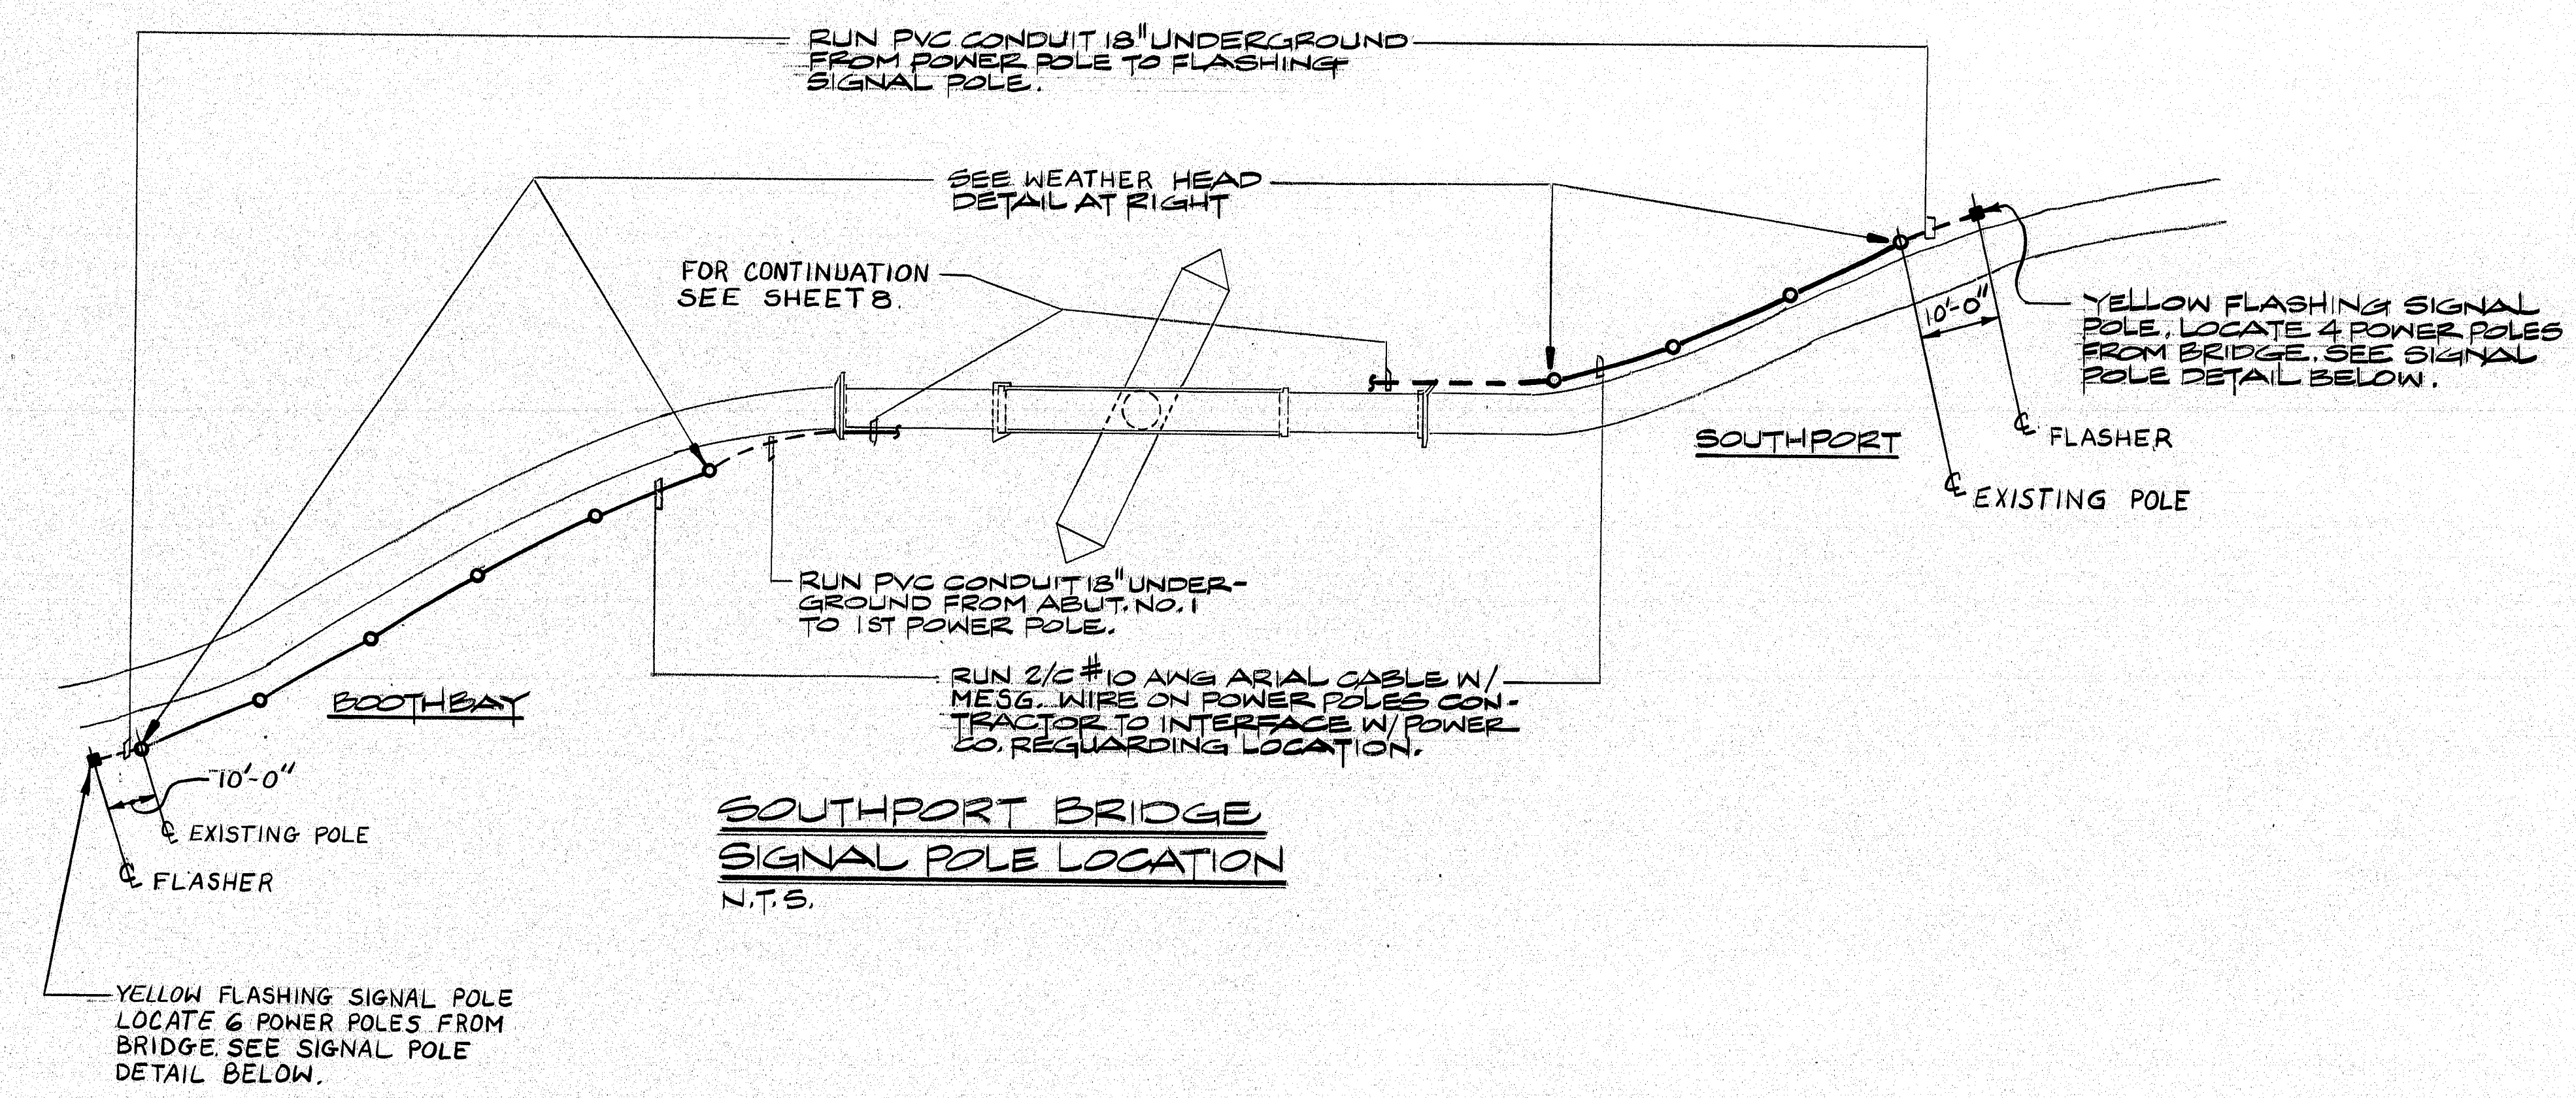 RUN PVC CONDUIT 18" UNDERGROUND
FROM POWER POLE TO FLASHING
SIGNAL POLE.
SEE WEATHER HEAD
DETAIL AT RIGHT
FOR CONTINUATION
SEE SHEET 8.
10'-0"
YELLOW FLASHING SIGNAL
POLE. LOCATE 4 POWER POLES
FROM BRIDGE. SEE SIGNAL
POLE DETAIL BELOW.
SOUTHPORT
℄ FLASHER
℄ EXISTING POLE
RUN PVC CONDUIT 18" UNDER-
GROUND FROM ABUT. NO. 1
TO 1ST POWER POLE.
RUN 2/C #10 AWG ARIAL CABLE W/
MESG. WIRE ON POWER POLES CON-
TRACTOR TO INTERFACE W/ POWER
CO. REGUARDING LOCATION.
BOOTHBAY
10'-0"
℄ EXISTING POLE
℄ FLASHER
SOUTHPORT BRIDGE
SIGNAL POLE LOCATION
N.T.S.
YELLOW FLASHING SIGNAL POLE
LOCATE 6 POWER POLES FROM
BRIDGE. SEE SIGNAL POLE
DETAIL BELOW.